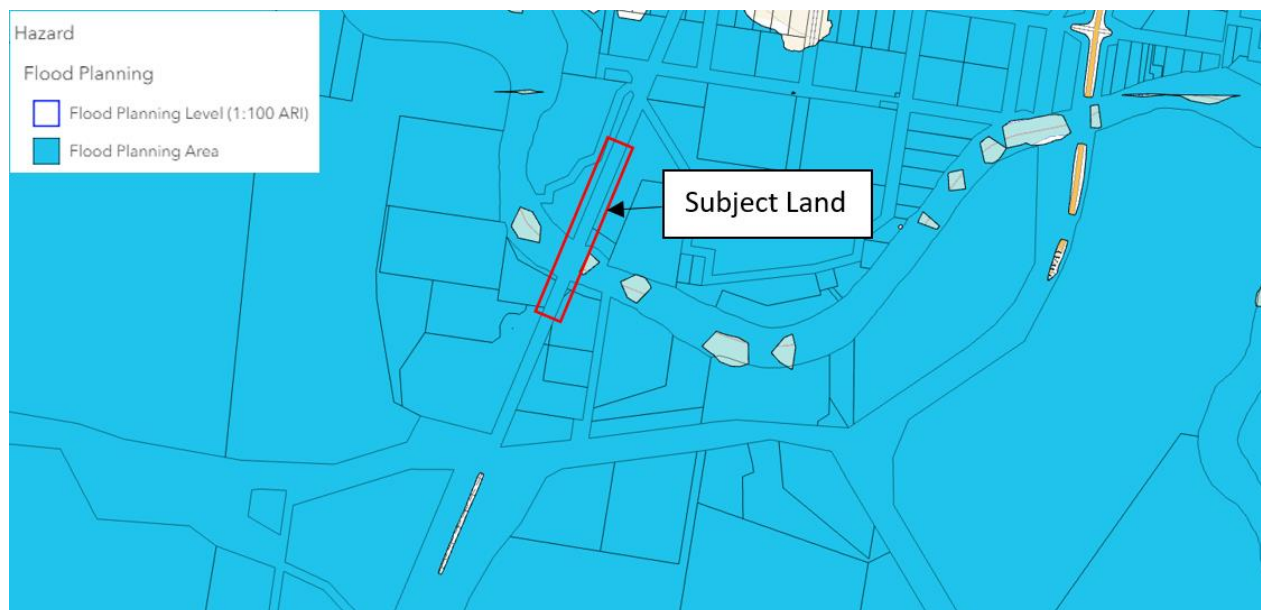 Hazard
Flood Planning
Flood Planning Level (1:100 ARI)
Flood Planning Area
Subject Land